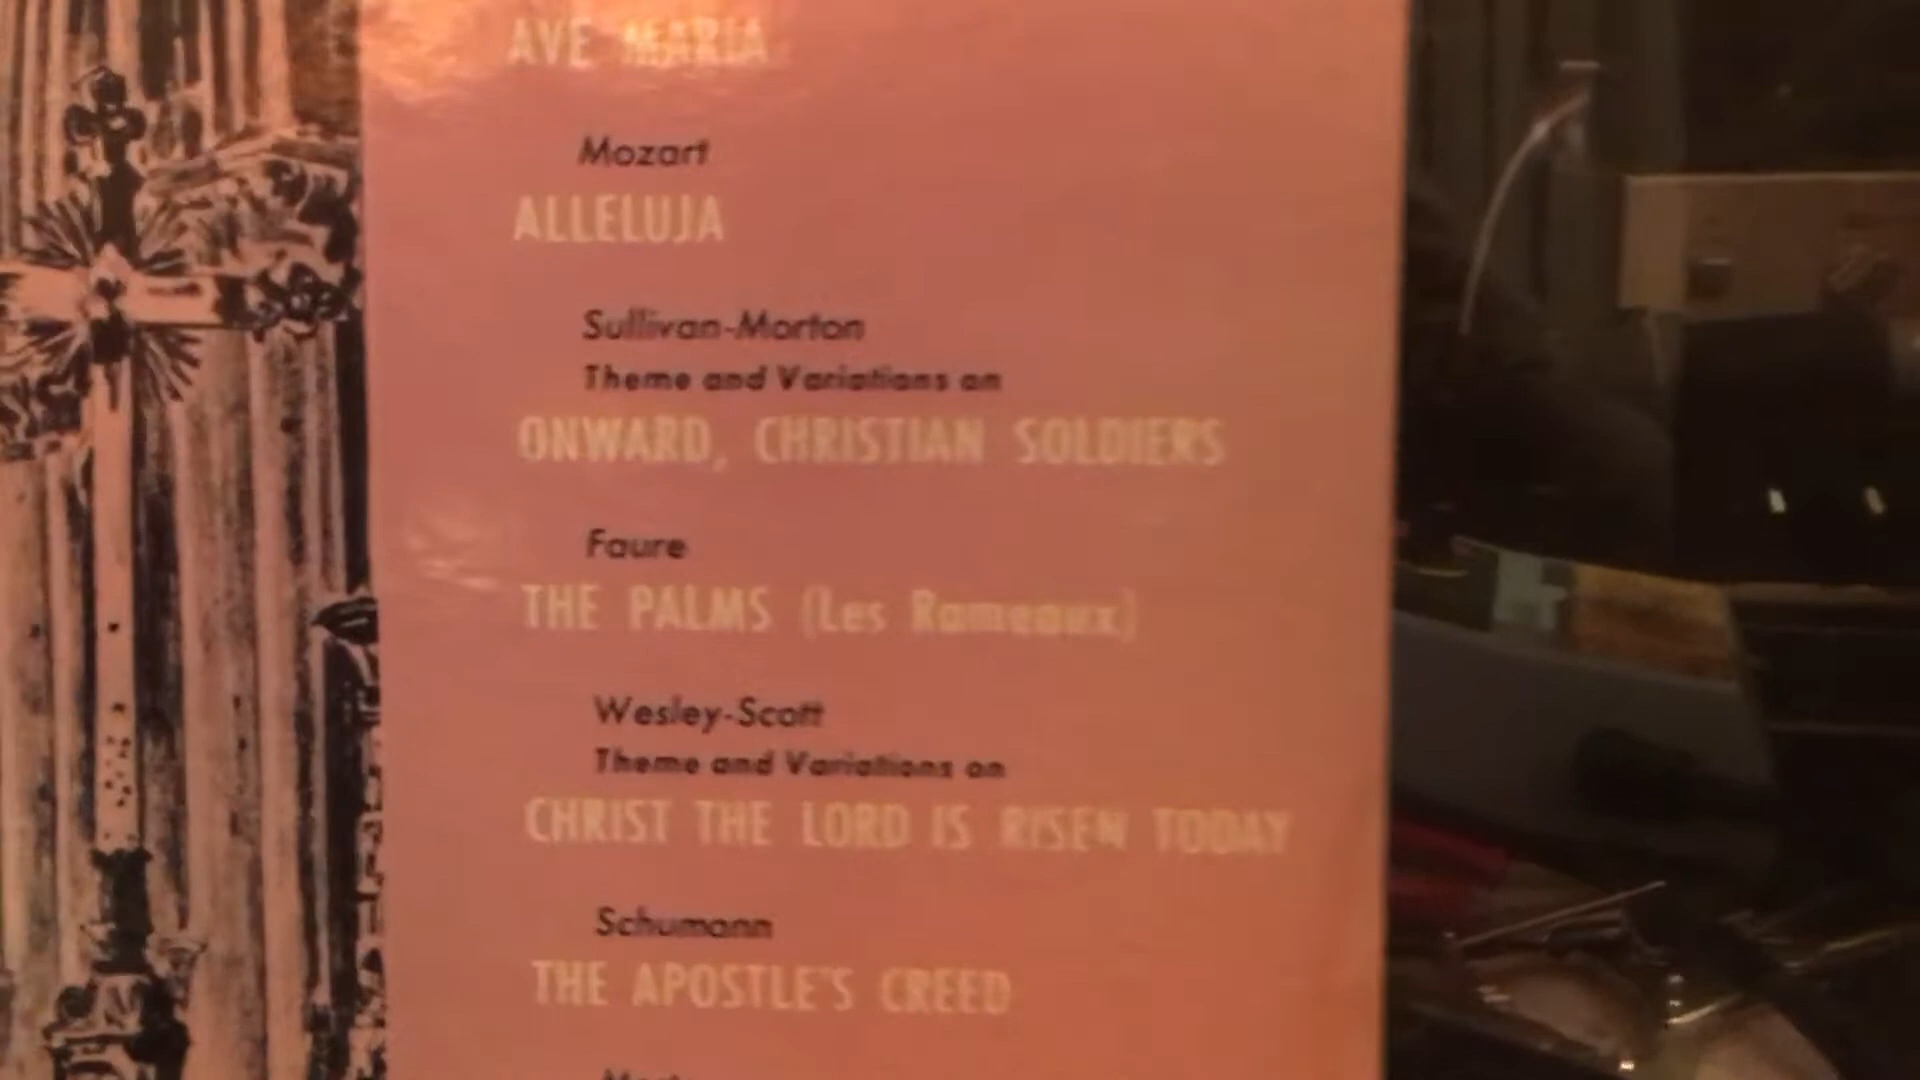 AVE MARIA
Mozart
ALLELUJA
Sullivan-Morton
Theme and Variations on
ONWARD, CHRISTIAN SOLDIERS
Faure
THE PALMS (Les Rameaux)
Wesley-Scott
Theme and Variations on
CHRIST THE LORD IS RISEN TODAY
Schumann
THE APOSTLE'S CREED